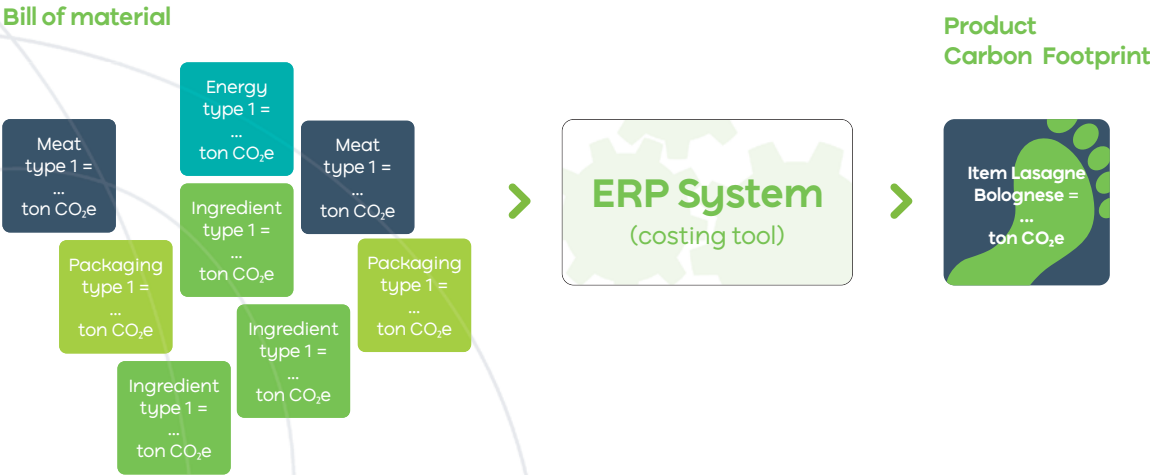 Bill of material
Energy
type 1 =
...
ton CO₂e
Meat
type 1 =
...
ton CO₂e
Meat
type 1 =
...
ton CO₂e
Ingredient
type 1 =
...
ton CO₂e
Packaging
type 1 =
...
ton CO₂e
Packaging
type 1 =
...
ton CO₂e
Ingredient
type 1 =
...
ton CO₂e
Ingredient
type 1 =
...
ton CO₂e
ERP System
(costing tool)
Product
Carbon Footprint
Item Lasagne
Bolognese =
...
ton CO₂e